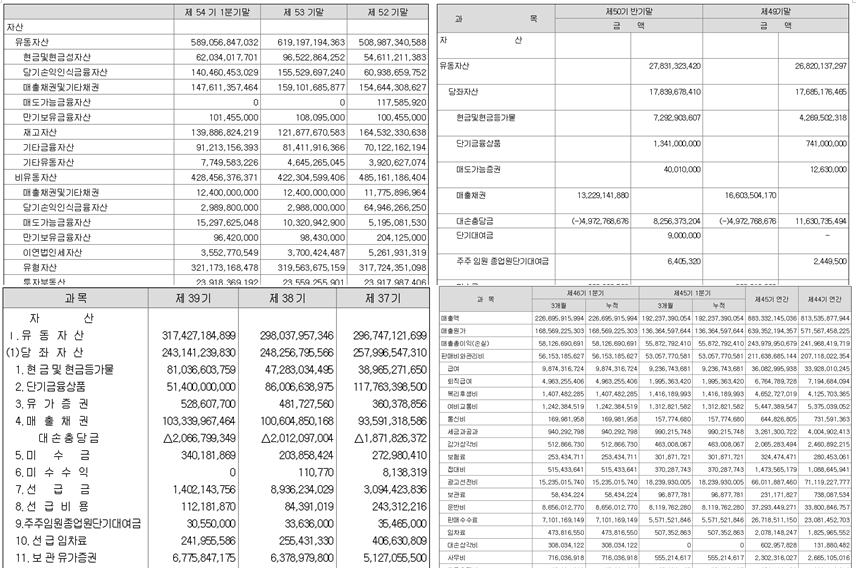 제 54 기 1분기말 제 53 기말 제 52 기말
자산
유동자산 589,056,847,032 619,197,194,363 508,987,340,588
현금및현금성자산 62,034,017,701 96,522,864,252 54,611,211,383
당기손익인식금융자산 140,460,453,029 155,529,697,240 60,938,659,752
매출채권및기타채권 147,611,357,464 159,101,685,877 154,644,308,627
매도가능금융자산 0 0 117,585,920
만기보유금융자산 101,455,000 108,095,000 100,455,000
재고자산 139,886,824,219 121,877,670,583 164,532,330,638
기타금융자산 91,213,156,393 81,411,916,366 70,122,162,194
기타유동자산 7,749,583,226 4,645,265,045 3,920,627,074
비유동자산 428,456,376,371 422,304,599,406 485,161,186,404
매출채권및기타채권 12,400,000,000 12,400,000,000 11,775,896,964
당기손익인식금융자산 2,989,800,000 2,988,000,000 64,946,266,250
매도가능금융자산 15,297,625,048 10,320,942,900 5,195,081,530
만기보유금융자산 96,420,000 98,430,000 204,125,000
이연법인세자산 3,552,770,549 3,700,424,487 5,261,931,319
유형자산 321,173,168,478 319,563,675,159 317,724,351,098
투자부동산 23,918,369,192 23,559,255,901 23,917,987,406
과 목 제50기 반기말 제49기말
금 액 금 액
자 산
유동자산 27,831,323,420 26,820,137,297
당좌자산 17,839,678,410 17,685,176,465
현금및현금등가물 7,292,903,607 4,269,502,318
단기금융상품 1,341,000,000 741,000,000
매도가능증권 40,010,000 12,630,000
매출채권 13,229,141,880 16,603,504,170
대손충당금 (-)4,972,768,676 8,256,373,204 (-)4,972,768,676 11,630,735,494
단기대여금 9,000,000 -
주주 임원 종업원단기대여금 6,405,320 2,449,500
과 목 제 39 기 제 38 기 제 37 기
자 산
Ⅰ. 유 동 자 산 317,427,184,899 298,037,957,346 296,747,121,699
(1)당 좌 자 산 243,141,239,830 248,256,795,566 257,996,547,310
1. 현금 및 현금등가물 81,036,603,759 47,283,034,495 38,965,271,650
2. 단기금융상품 51,400,000,000 86,006,638,975 117,763,398,500
3. 유 가 증 권 528,607,700 481,727,560 360,378,856
4. 매 출 채 권 103,339,967,464 100,604,850,168 93,591,318,586
대손충당금 △2,066,799,349 △2,012,097,004 △1,871,826,372
5. 미 수 금 340,181,869 203,858,424 272,980,410
6. 미 수 수 익 0 110,770 8,138,319
7. 선 급 금 1,402,143,756 8,936,234,029 3,094,423,836
8. 선 급 비 용 112,181,870 84,391,019 243,312,216
9. 주주임원종업원단기대여금 30,550,000 33,636,000 35,465,000
10. 선 급 임차료 241,955,586 255,431,330 406,630,809
11. 보 관 유가증권 6,775,847,175 6,378,979,800 5,127,055,500
과 목 제46기 1분기 제45기 1분기 제45기 연간 제44기 연간
3개월 누적 3개월 누적
매출액 226,695,915,994 226,695,915,994 192,237,390,054 192,237,390,054 883,332,145,036 813,535,877,944
매출원가 168,569,225,303 168,569,225,303 136,364,597,644 136,364,597,644 639,352,194,357 571,567,458,225
매출총이익(손실) 58,126,690,691 58,126,690,691 55,872,792,410 55,872,792,410 243,979,950,679 241,968,419,719
판매비와관리비 56,153,185,627 56,153,185,627 53,057,770,581 53,057,770,581 211,638,685,144 207,118,022,354
급여 9,874,316,724 9,874,316,724 9,236,743,681 9,236,743,681 36,082,995,938 33,928,010,245
퇴직급여 4,963,255,406 4,963,255,406 1,995,363,420 1,995,363,420 6,764,789,728 7,194,684,094
복리후생비 1,407,482,285 1,407,482,285 1,416,189,993 1,416,189,993 4,652,727,019 4,125,703,365
여비교통비 1,242,384,519 1,242,384,519 1,312,821,582 1,312,821,582 5,447,389,547 5,375,039,052
통신비 169,981,958 169,981,958 157,774,680 157,774,680 644,826,805 731,591,363
세금과공과 940,292,798 940,292,798 990,215,748 990,215,748 3,261,300,722 4,004,902,413
감가상각비 512,866,730 512,866,730 463,008,067 463,008,067 2,065,283,494 2,460,892,215
보험료 253,434,711 253,434,711 301,871,721 301,871,721 324,474,471 280,453,061
접대비 515,433,641 515,433,641 370,287,743 370,287,743 1,473,565,179 1,088,645,941
광고선전비 15,235,015,740 15,235,015,740 18,239,930,005 18,239,930,005 66,011,887,460 71,119,227,777
보관료 58,434,224 58,434,224 96,877,781 96,877,781 231,171,827 738,087,534
운반비 8,656,012,770 8,656,012,770 8,119,762,280 8,119,762,280 37,293,449,271 33,800,846,757
판매수수료 7,101,169,149 7,101,169,149 5,571,521,846 5,571,521,846 26,718,511,150 23,081,452,703
임차료 473,816,550 473,816,550 507,352,863 507,352,863 2,078,148,247 1,825,965,552
대손상각비 308,034,122 308,034,122 0 0 602,957,828 131,880,482
사무비 716,038,916 716,038,916 555,214,617 555,214,617 2,302,316,027 2,665,105,016